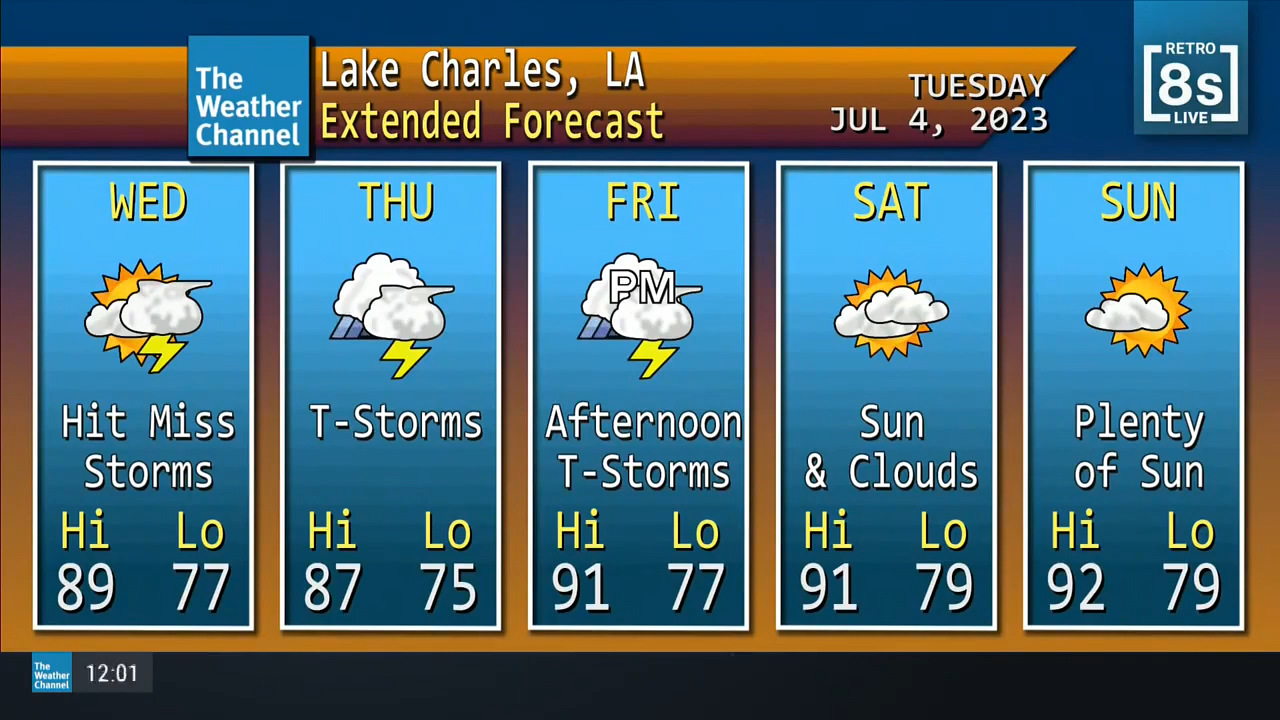 The
Weather
Channel
Lake Charles, LA
Extended Forecast
TUESDAY
JUL 4, 2023
RETRO
8s
LIVE
WED
Hit Miss
Storms
Hi Lo
89 77
THU
T-Storms
Hi Lo
87 75
FRI
PM
Afternoon
T-Storms
Hi Lo
91 77
SAT
Sun
& Clouds
Hi Lo
91 79
SUN
Plenty
of Sun
Hi Lo
92 79
The
Weather
Channel
12:01